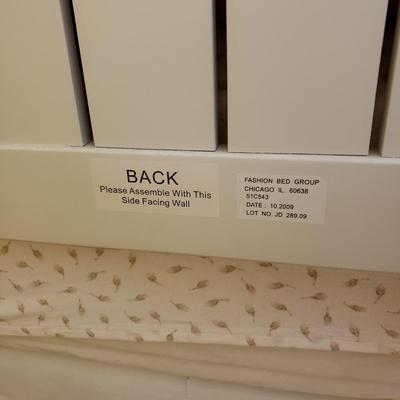 BACK
Please Assemble With This
Side Facing Wall
FASHION BED GROUP
CHICAGO IL. 60638
51C543
DATE : 10.2009
LOT NO. JD 289.09